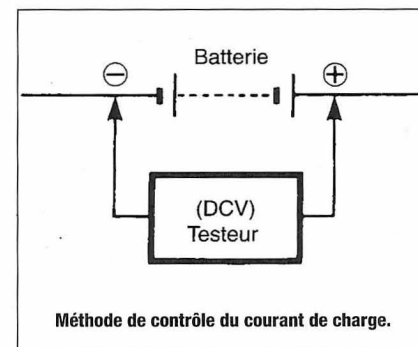 Batterie
⊖ ⊕
(DCV)
Testeur
Méthode de contrôle du courant de charge.